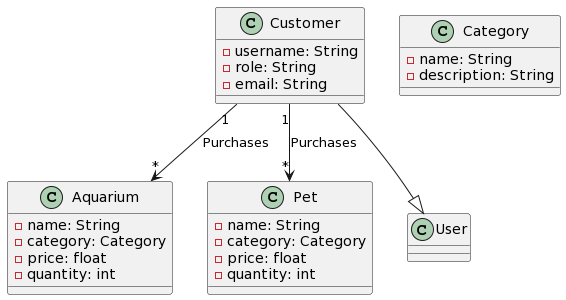 C Customer
username: String
role: String
email: String
C Category
name: String
description: String
1
1
Purchases
Purchases
*
*
C Aquarium
name: String
category: Category
price: float
quantity: int
C Pet
name: String
category: Category
price: float
quantity: int
C User